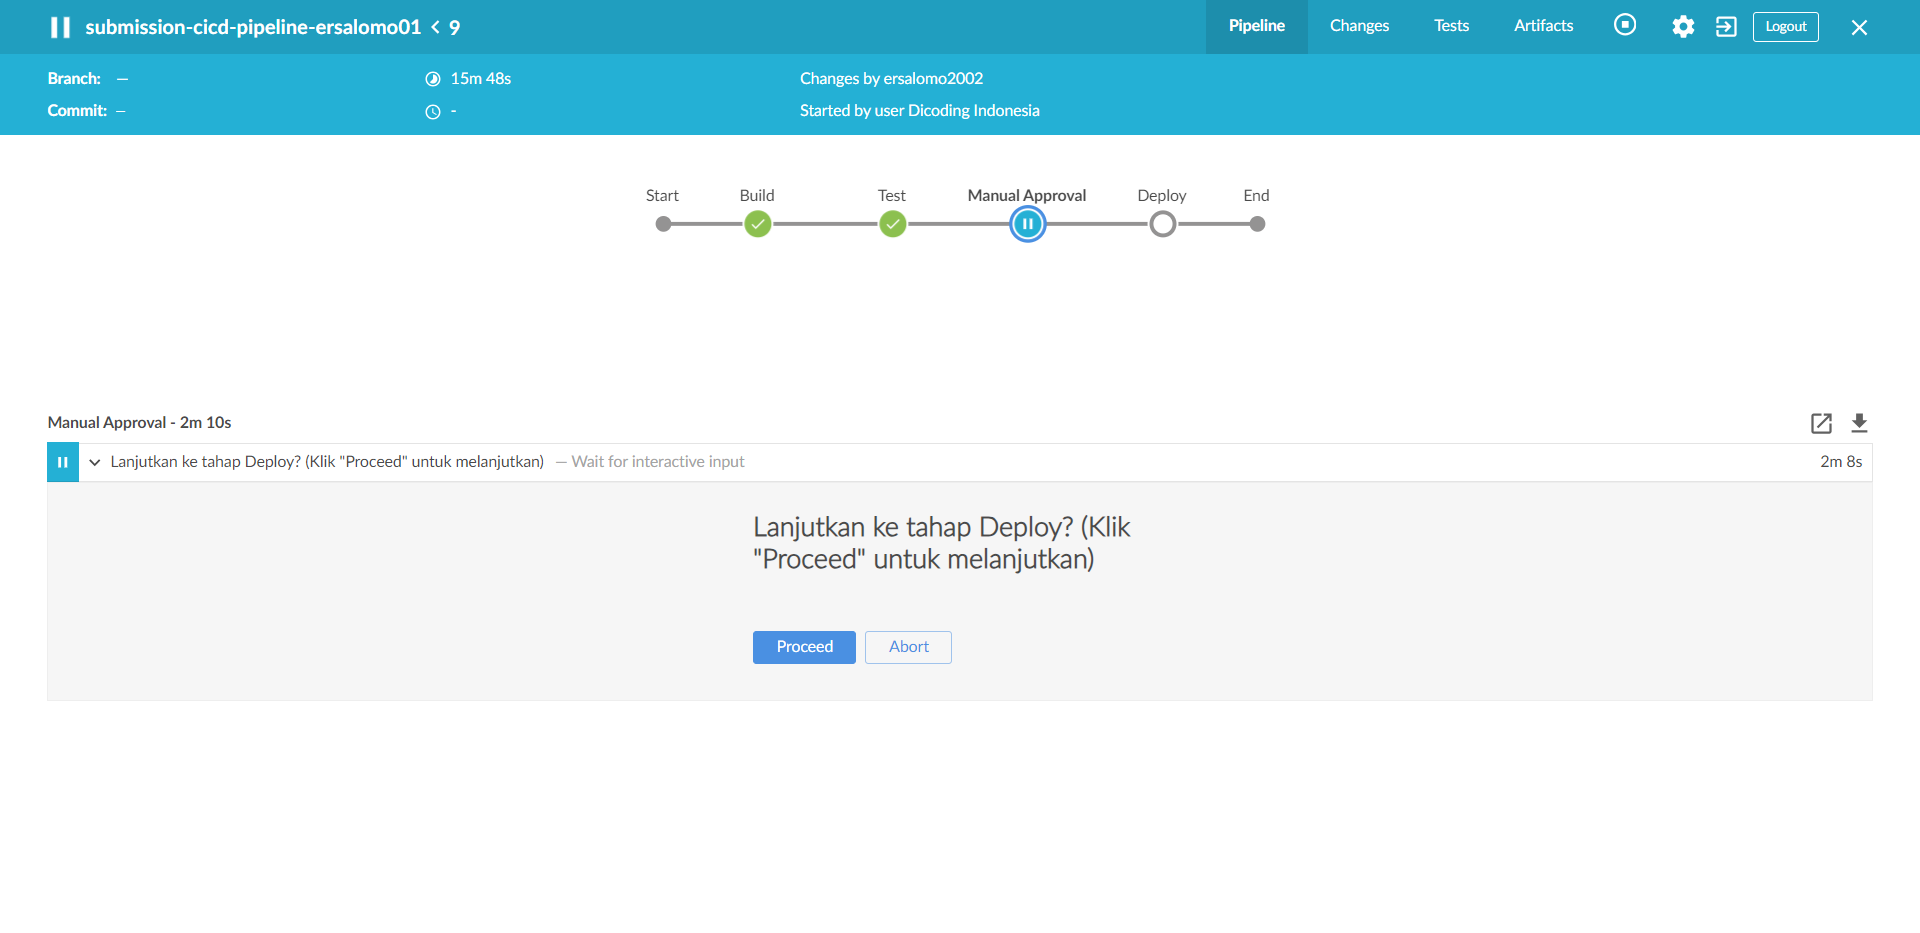 submission-cicd-pipeline-ersalomo01 < 9
Pipeline
Changes
Tests
Artifacts
Logout
Branch: —
15m 48s
Changes by ersalomo2002
Commit: —
-
Started by user Dicoding Indonesia
Start
Build
Test
Manual Approval
Deploy
End
Manual Approval - 2m 10s
Lanjutkan ke tahap Deploy? (Klik "Proceed" untuk melanjutkan) — Wait for interactive input
2m 8s
Lanjutkan ke tahap Deploy? (Klik
"Proceed" untuk melanjutkan)
Proceed
Abort